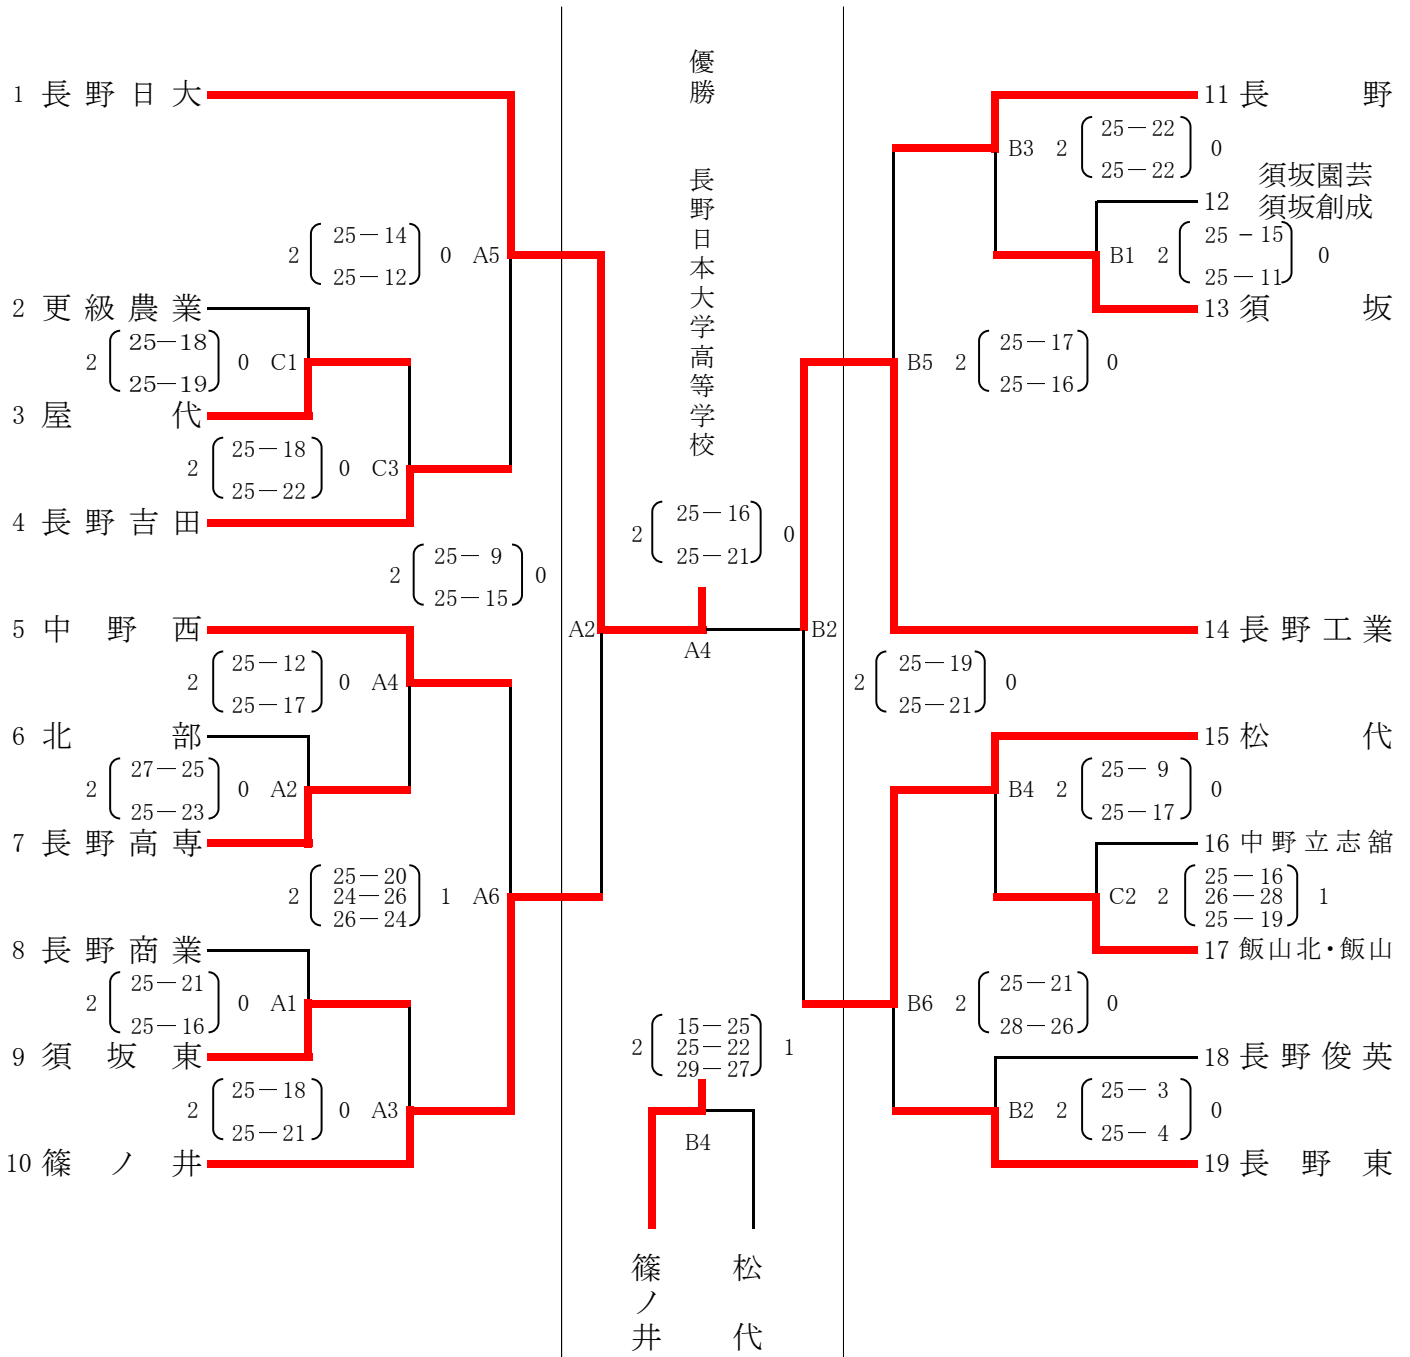 優勝 長野日本大学高等学校
1 長野日大
2 25－14 0 A5
25－12
2 更級農業
2 25－18 0 C1
25－19
3 屋代
2 25－18 0 C3
25－22
4 長野吉田
2 25－ 9 0
25－15
A2
5 中野西
2 25－12 0 A4
25－17
6 北部
2 27－25 0 A2
25－23
7 長野高専
2 25－20 1 A6
24－26
26－24
8 長野商業
2 25－21 0 A1
25－16
9 須坂東
2 25－18 0 A3
25－21
10 篠ノ井
2 25－16 0
25－21
A4
2 15－25 1
25－22
29－27
B4
篠ノ井
松代
11 長野
B3 2 25－22 0
25－22
12 須坂園芸
須坂創成
B1 2 25－15 0
25－11
13 須坂
B5 2 25－17 0
25－16
14 長野工業
B2
2 25－19 0
25－21
15 松代
B4 2 25－ 9 0
25－17
16 中野立志舘
C2 2 25－16 1
26－28
25－19
17 飯山北・飯山
B6 2 25－21 0
28－26
18 長野俊英
B2 2 25－ 3 0
25－ 4
19 長野東